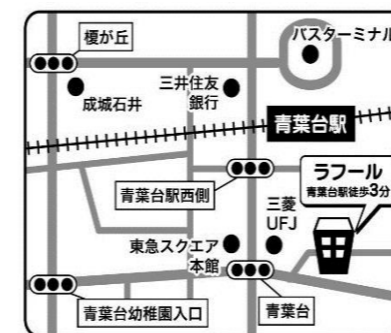 榎が丘
バスターミナル
成城石井
三井住友
銀行
青葉台駅
ラフール
青葉台駅徒歩3分
青葉台駅西側
三菱
UFJ
東急スクエア
本館
青葉台幼稚園入口
青葉台